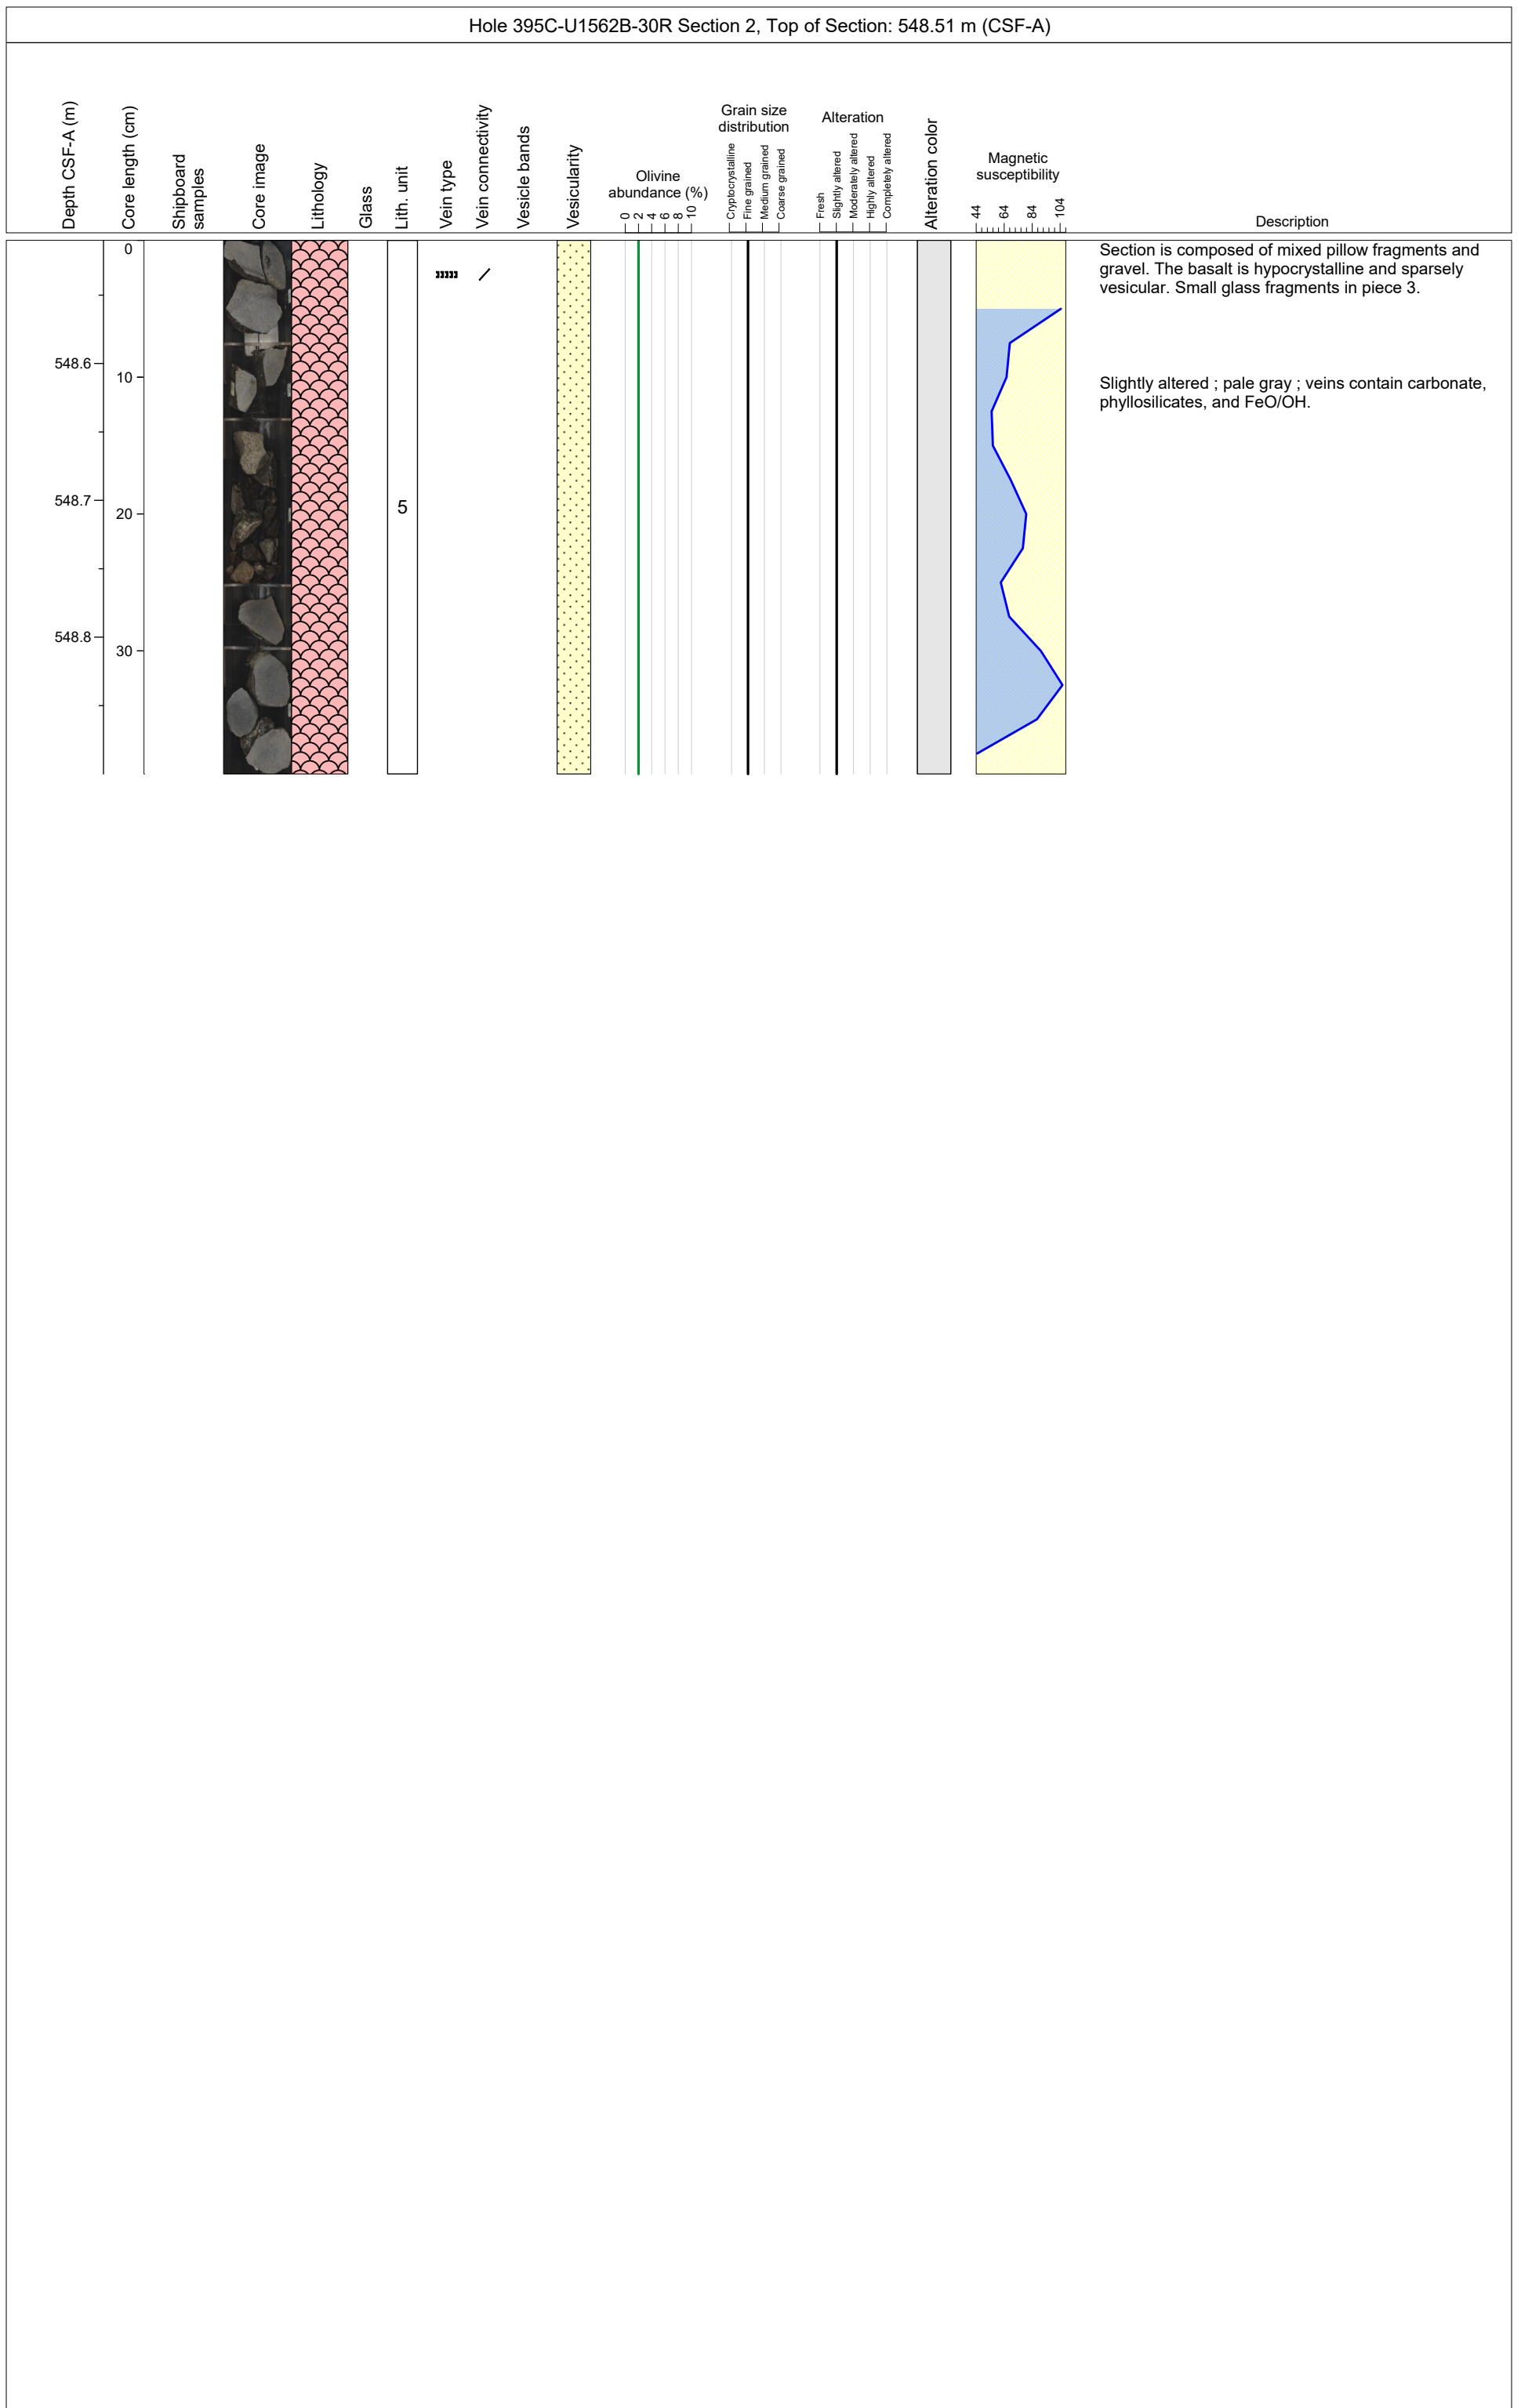 Hole 395C-U1562B-30R Section 2, Top of Section: 548.51 m (CSF-A)
Depth CSF-A (m)
Core length (cm)
Shipboard
samples
Core image
Lithology
Glass
Lith. unit
Vein type
Vein connectivity
Vesicle bands
Vesicularity
Olivine
abundance (%)
0 2 4 6 8 10
Grain size
distribution
Cryptocrystalline
Fine grained
Medium grained
Coarse grained
Alteration
Fresh
Slightly altered
Moderately altered
Highly altered
Completely altered
Alteration color
Magnetic
susceptibility
44 64 84 104
Description
0
Section is composed of mixed pillow fragments and
gravel. The basalt is hypocrystalline and sparsely
vesicular. Small glass fragments in piece 3.
548.6
10
Slightly altered ; pale gray ; veins contain carbonate,
phyllosilicates, and FeO/OH.
548.7
20
5
548.8
30